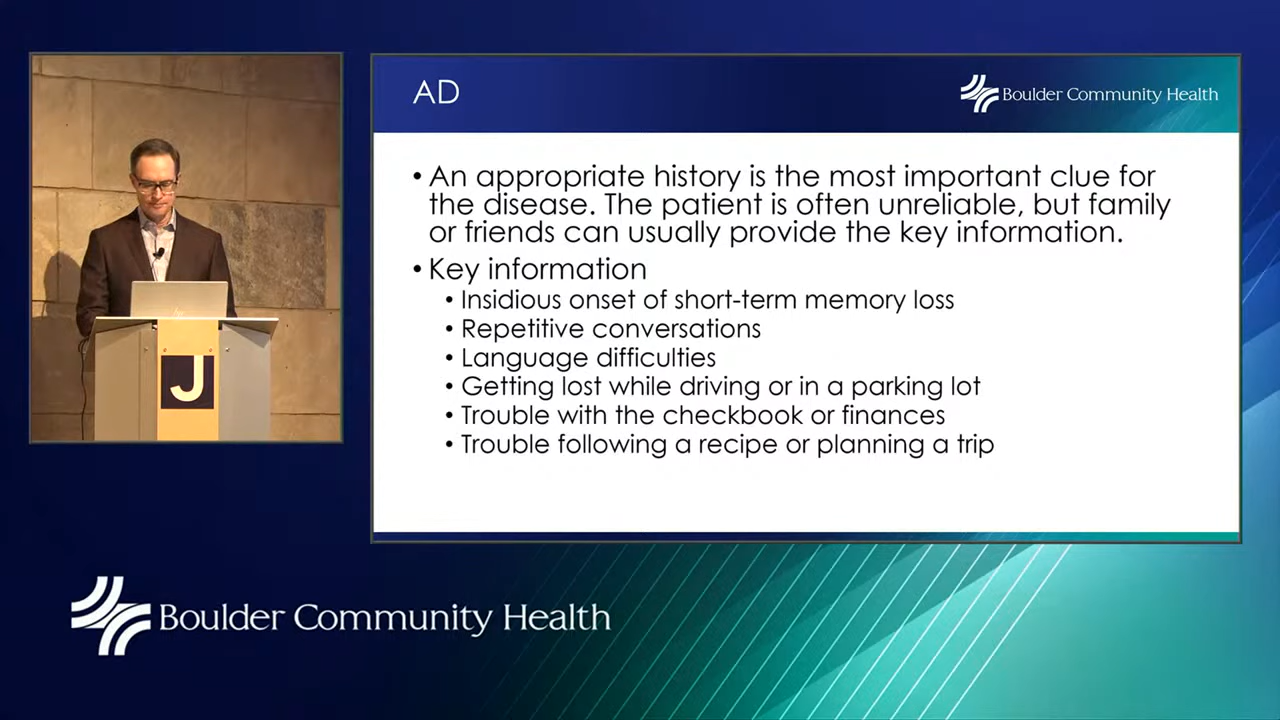 AD
Boulder Community Health
• An appropriate history is the most important clue for
the disease. The patient is often unreliable, but family
or friends can usually provide the key information.
• Key information
• Insidious onset of short-term memory loss
• Repetitive conversations
• Language difficulties
• Getting lost while driving or in a parking lot
• Trouble with the checkbook or finances
• Trouble following a recipe or planning a trip
J
Boulder Community Health